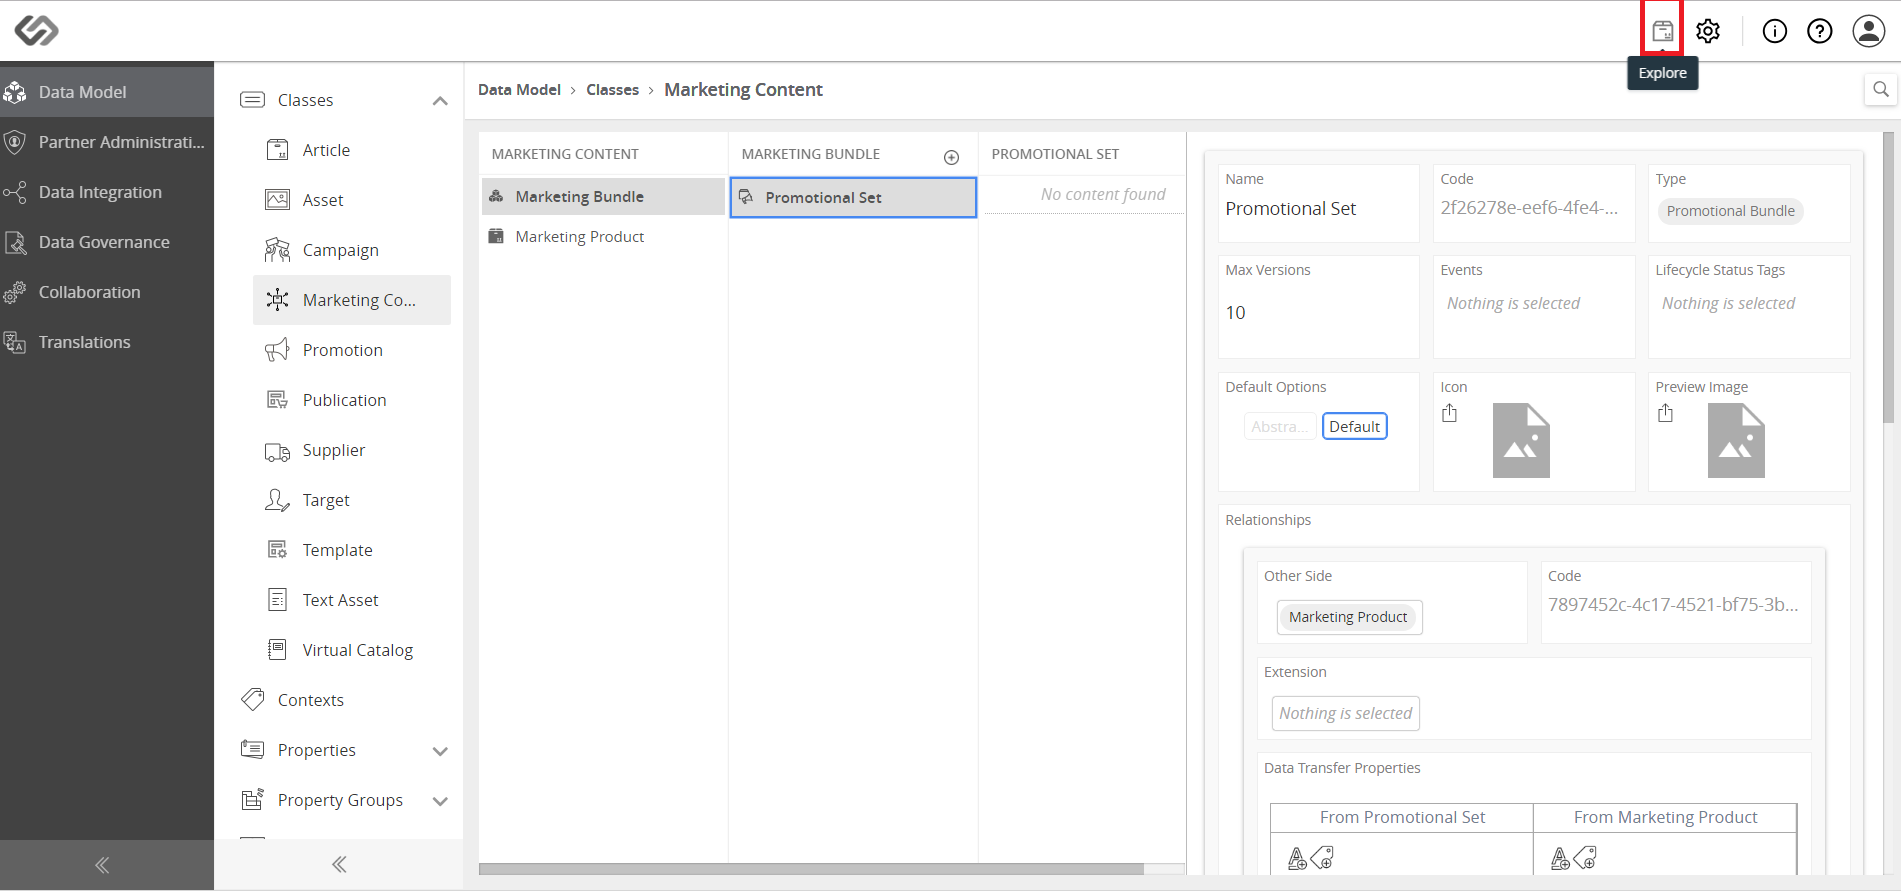 Explore
Data Model
Partner Administrati...
Data Integration
Data Governance
Collaboration
Translations
Classes
Article
Asset
Campaign
Marketing Co...
Promotion
Publication
Supplier
Target
Template
Text Asset
Virtual Catalog
Contexts
Properties
Property Groups
Data Model > Classes > Marketing Content
MARKETING CONTENT
Marketing Bundle
Marketing Product
MARKETING BUNDLE
Promotional Set
PROMOTIONAL SET
No content found
Name
Promotional Set
Code
2f26278e-eef6-4fe4-...
Type
Promotional Bundle
Max Versions
10
Events
Nothing is selected
Lifecycle Status Tags
Nothing is selected
Default Options
Abstra... Default
Icon
Preview Image
Relationships
Other Side
Marketing Product
Code
7897452c-4c17-4521-bf75-3b...
Extension
Nothing is selected
Data Transfer Properties
From Promotional Set
From Marketing Product